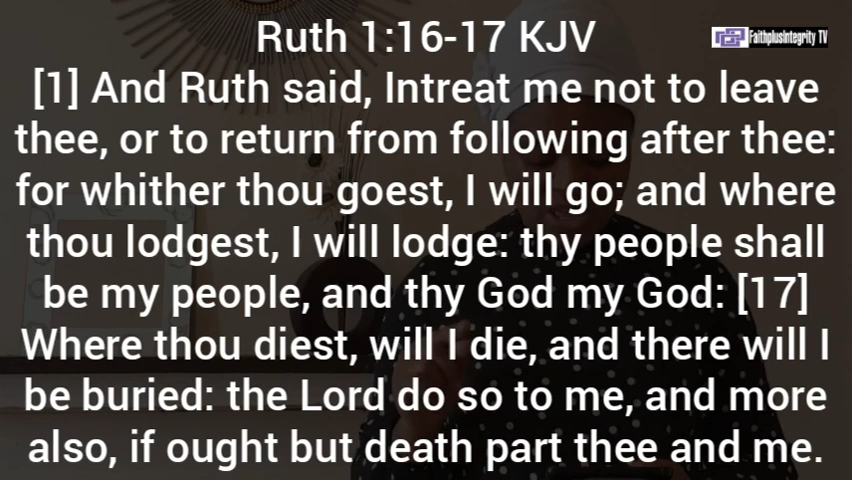 Ruth 1:16-17 KJV
FaithplusIntegrity TV
[1] And Ruth said, Intreat me not to leave
thee, or to return from following after thee:
for whither thou goest, I will go; and where
thou lodgest, I will lodge: thy people shall
be my people, and thy God my God: [17]
Where thou diest, will I die, and there will I
be buried: the Lord do so to me, and more
also, if ought but death part thee and me.